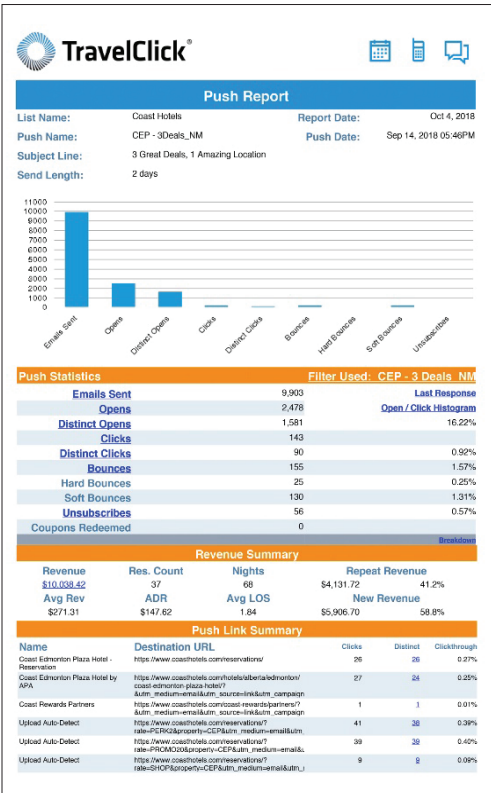 TravelClick®
Push Report
List Name: Coast Hotels Report Date: Oct 4, 2018
Push Name: CEP - 3Deals_NM Push Date: Sep 14, 2018 05:46PM
Subject Line: 3 Great Deals, 1 Amazing Location
Send Length: 2 days
11000
10000
9000
8000
7000
6000
5000
4000
3000
2000
1000
0
Emails Sent Opens Distinct Opens Clicks Distinct Clicks Bounces Hard Bounces Soft Bounces Unsubscribes
Push Statistics Filter Used: CEP - 3 Deals NM
Emails Sent 9,903 Last Response
Opens 2,478 Open / Click Histogram
Distinct Opens 1,581 16.22%
Clicks 143
Distinct Clicks 90 0.92%
Bounces 155 1.57%
Hard Bounces 25 0.25%
Soft Bounces 130 1.31%
Unsubscribes 56 0.57%
Coupons Redeemed 0
Breakdown
Revenue Summary
Revenue Res. Count Nights Repeat Revenue
$10,038.42 37 68 $4,131.72 41.2%
Avg Rev ADR Avg LOS New Revenue
$271.31 $147.62 1.84 $5,906.70 58.8%
Push Link Summary
Name Destination URL Clicks Distinct Clickthrough
Coast Edmonton Plaza Hotel - https://www.coasthotels.com/reservations/ 26 26 0.27%
Reservation
Coast Edmonton Plaza Hotel by https://www.coasthotels.com/hotels/alberta/edmonton/ 27 24 0.25%
APA coast-edmonton-plaza-hotel/?
&utm_medium=email&utm_source=link&utm_campaign
Coast Rewards Partners https://www.coasthotels.com/coast-rewards/partners/? 1 1 0.01%
&utm_medium=email&utm_source=link&utm_campaign
Upload Auto-Detect https://www.coasthotels.com/reservations/? 41 38 0.39%
rate=PERK2&property=CEP&utm_medium=email&utm_
Upload Auto-Detect https://www.coasthotels.com/reservations/? 39 39 0.40%
rate=PROMO20&property=CEP&utm_medium=email&u
Upload Auto-Detect https://www.coasthotels.com/reservations/? 9 9 0.09%
rate=SHOP&property=CEP&utm_medium=email&utm_